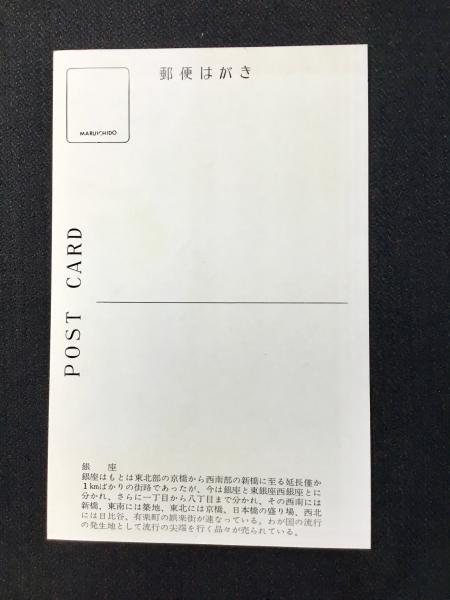 郵便はがき
MARUICHIDO
POST CARD
銀座
銀座はもとは東北部の京橋から西南部の新橋に至る延長僅か
1kmばかりの街路であったが、今は銀座と東銀座西銀座とに
分かれ、さらに一丁目から八丁目まで分かれ、その西南には
新橋、東南には築地、東北には京橋、日本橋の盛り場、西北
には日比谷、有楽町の娯楽街が連なっている。わが国の流行
の発生地として流行の尖端を行く品々が売られている。